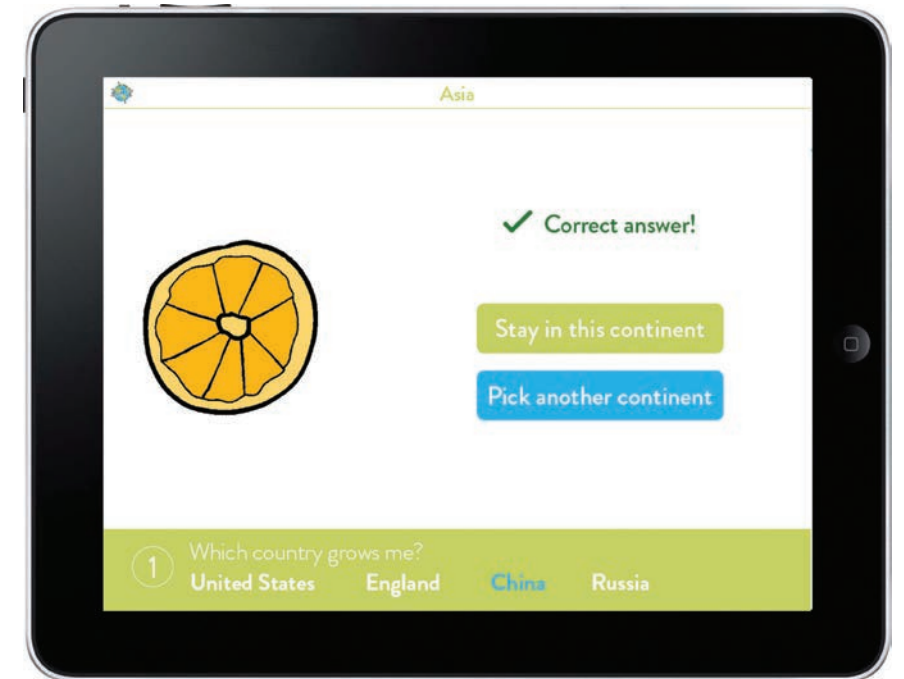 Asia
Correct answer!
Stay in this continent
Pick another continent
1
Which country grows me?
United States England China Russia